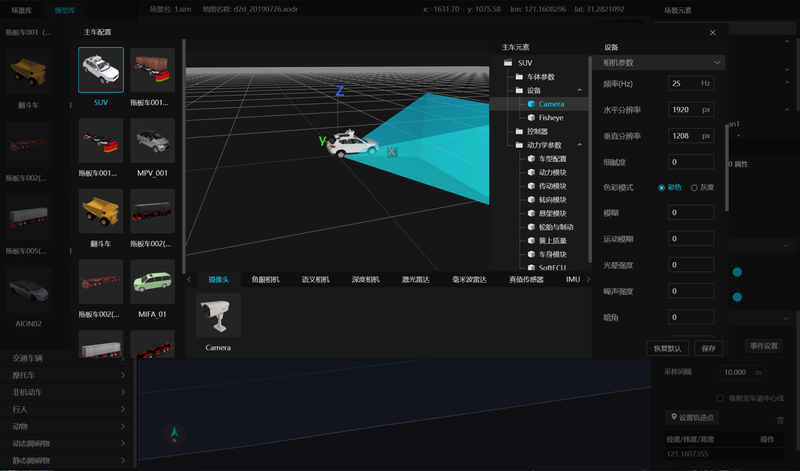 场景库 模型库 场景名: 1.sim 地图名称: d2d_20190726.xodr x: -1631.70 y: 1075.58 lon: 121.1608296 lat: 31.2821092 场景元素
拖板车001 (...
翻斗车
拖板车002(...
拖板车005(...
AION02
交通车辆
摩托车
非机动车
行人
动物
动态障碍物
静态障碍物
主车配置
SUV 拖板车001...
拖板车001... MPV_001
翻斗车 拖板车002(...
拖板车002(... MIFA_01
Z
y
X
N
主车元素
SUV
车体参数
设备
Camera
Fisheye
控制器
动力学参数
车型配置
动力模块
传动模块
转向模块
悬架模块
轮胎与制动
簧上质量
车身模块
SoftECU
摄像头 鱼眼相机 语义相机 深度相机 激光雷达 毫米波雷达 真值传感器 IMU
Camera
设备
相机参数
频率(Hz) 25 Hz
水平分辨率 1920 px
垂直分辨率 1208 px
细腻度 0
色彩模式 彩色 灰度
模糊 0
运动模糊 0
光晕强度 0
噪声强度 0
暗角 0
恢复默认 保存
an1
0 属性
事件设置
采样间隔 10.000 m
吸附至车道中心线
设置轨迹点
经度/纬度/高度 操作
121.1607355